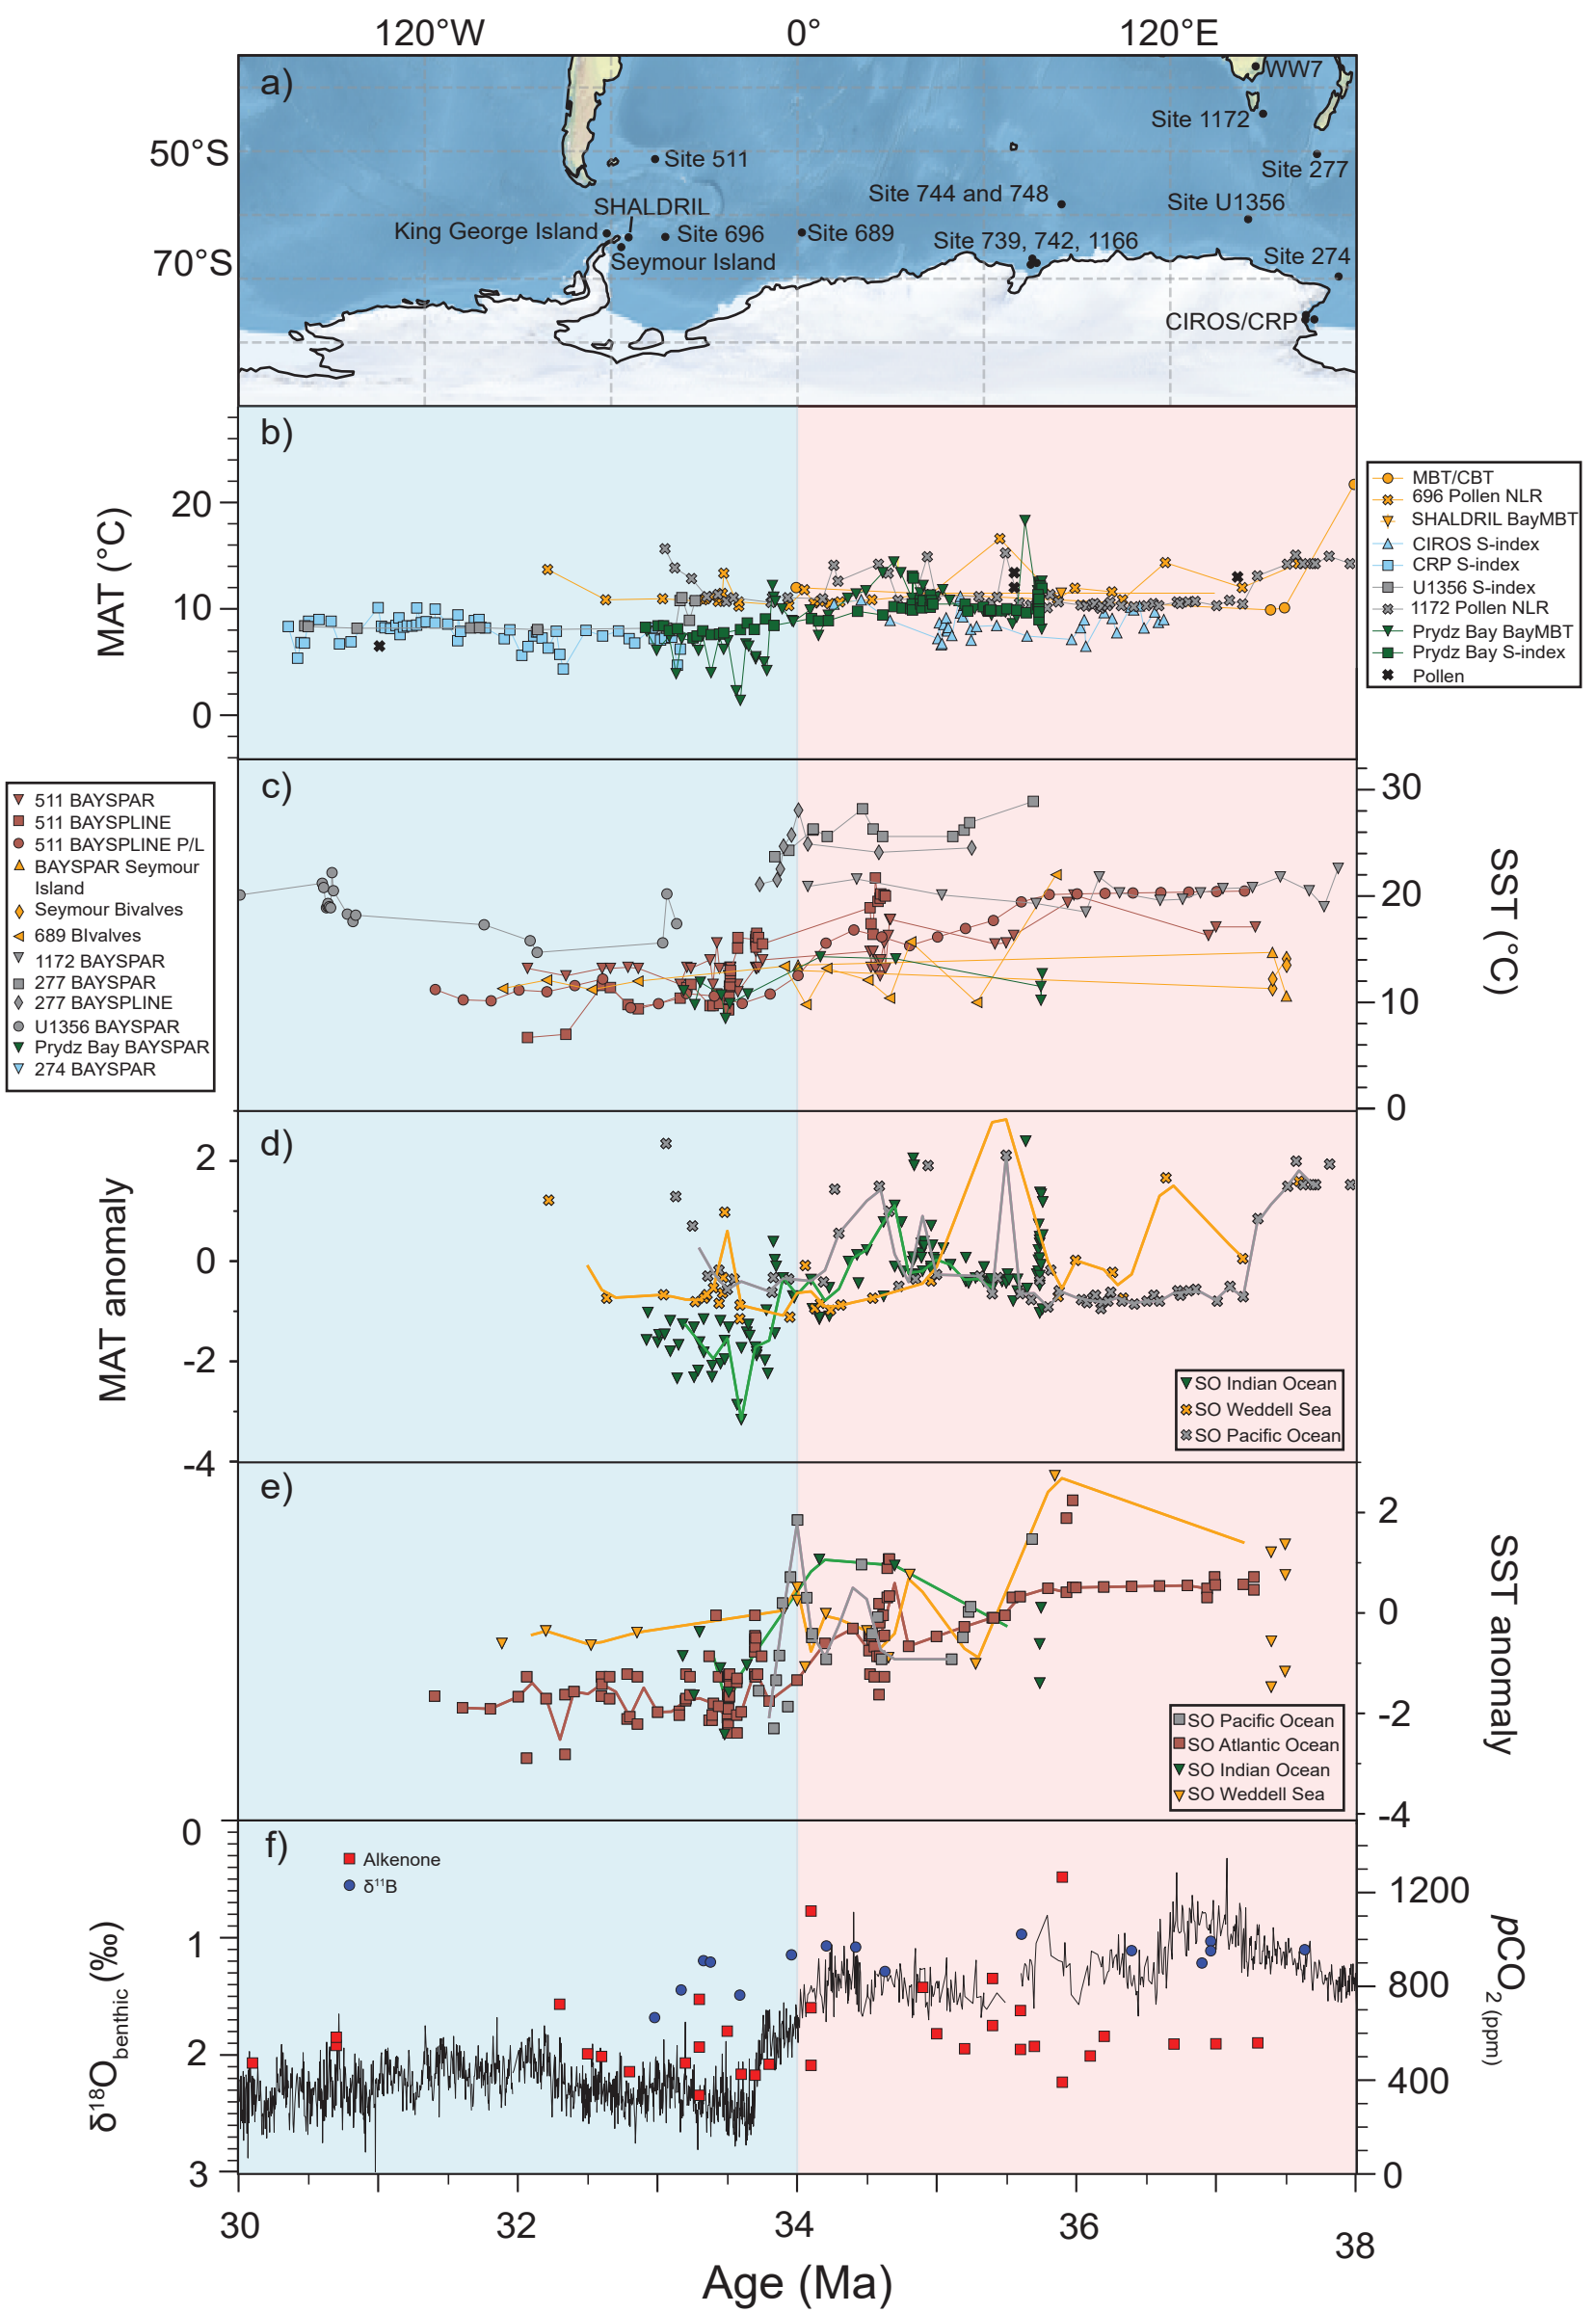 120°W 0° 120°E
a)
WW7
Site 1172
50°S
Site 511
Site 277
Site 744 and 748
Site U1356
SHALDRIL
King George Island
Site 696
Site 689
Site 739, 742, 1166
70°S
Seymour Island
Site 274
CIROS/CRP
b)
MAT (°C)
20
10
0
MBT/CBT
696 Pollen NLR
SHALDRIL BayMBT
CIROS S-index
CRP S-index
U1356 S-index
1172 Pollen NLR
Prydz Bay BayMBT
Prydz Bay S-index
Pollen
c)
511 BAYSPAR
511 BAYSPLINE
511 BAYSPLINE P/L
BAYSPAR Seymour
Island
Seymour Bivalves
689 BIvalves
1172 BAYSPAR
277 BAYSPAR
277 BAYSPLINE
U1356 BAYSPAR
Prydz Bay BAYSPAR
274 BAYSPAR
30
20
10
0
SST (°C)
d)
MAT anomaly
2
0
-2
-4
SO Indian Ocean
SO Weddell Sea
SO Pacific Ocean
e)
2
0
-2
-4
SST anomaly
SO Pacific Ocean
SO Atlantic Ocean
SO Indian Ocean
SO Weddell Sea
f)
Alkenone
δ¹¹B
δ¹⁸O benthic (‰)
0
1
2
3
1200
800
400
0
pCO₂ (ppm)
30 32 34 36 38
Age (Ma)